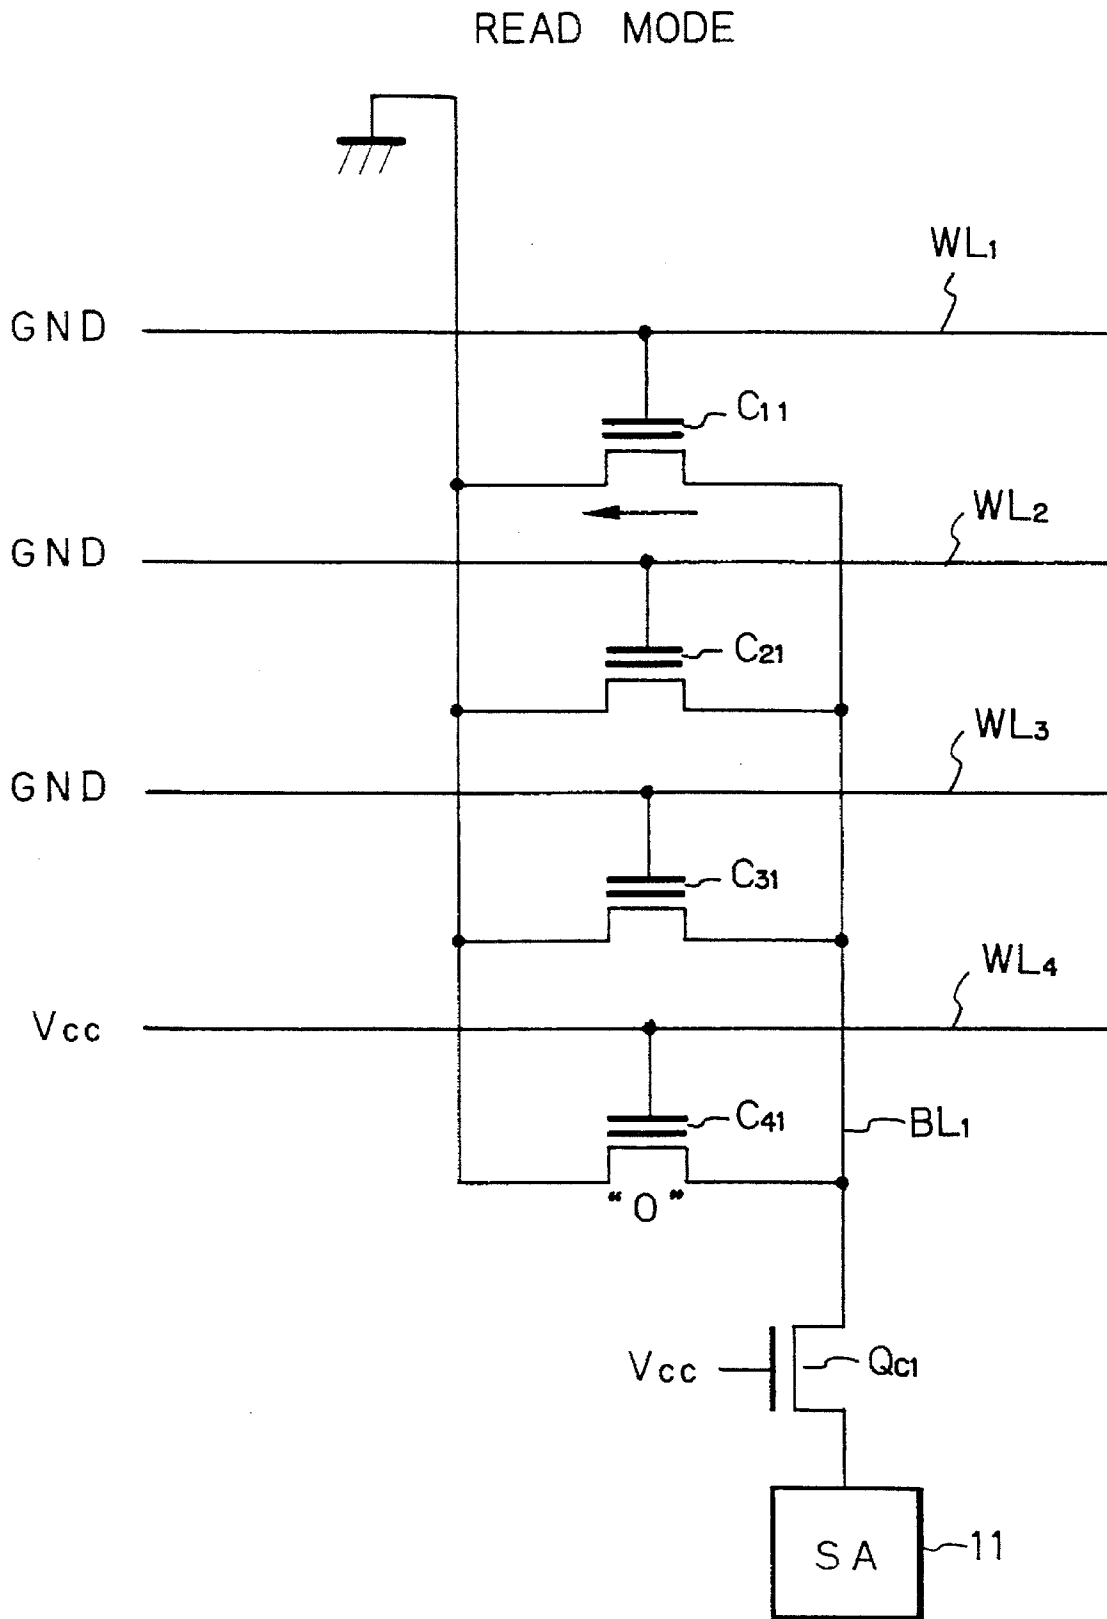 READ MODE
WL1
GND
C11
WL2
GND
C21
WL3
GND
C31
WL4
Vcc
C41
BL1
"0"
Vcc
QC1
SA
11